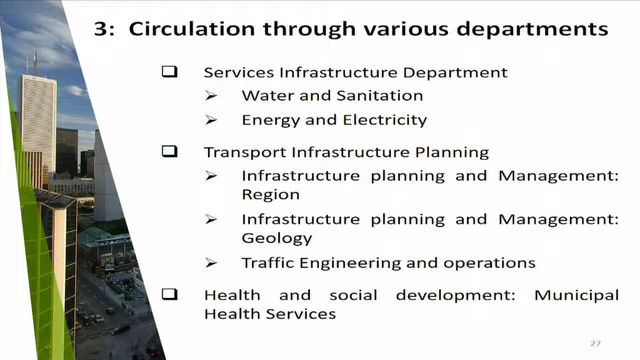 3: Circulation through various departments
Services Infrastructure Department
Water and Sanitation
Energy and Electricity
Transport Infrastructure Planning
Infrastructure planning and Management:
Region
Infrastructure planning and Management:
Geology
Traffic Engineering and operations
Health and social development: Municipal
Health Services
27